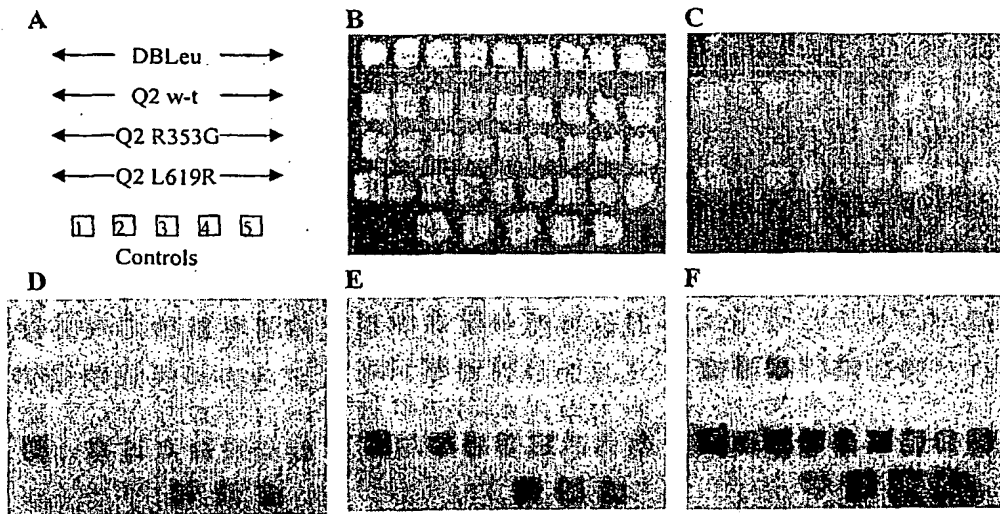 A
DBLeu
Q2 w-t
Q2 R353G
Q2 L619R
1 2 3 4 5
Controls
B
C
D
E
F